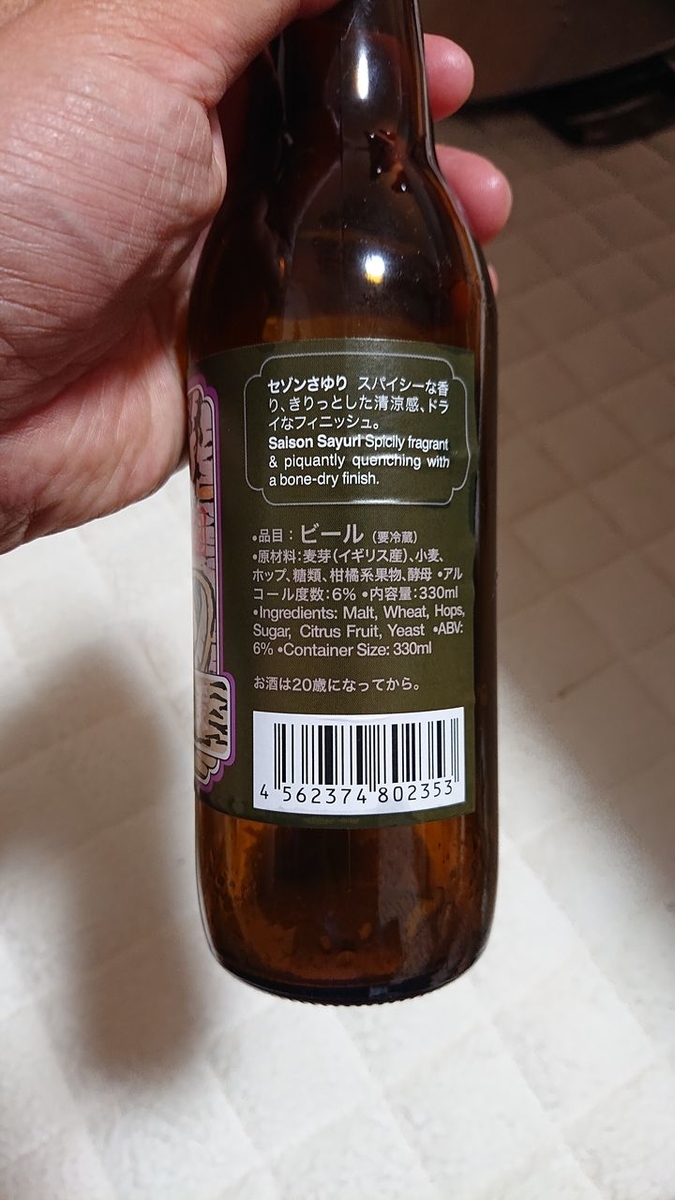 セゾンさゆり スパイシーな香
り、きりっとした清涼感、ドラ
イなフィニッシュ。
Saison Sayuri Spicily fragrant
& piquantly quenching with
a bone-dry finish.
•品目：ビール（要冷蔵）
•原材料：麦芽（イギリス産）、小麦、
ホップ、糖類、柑橘系果物、酵母 •アル
コール度数：6% •内容量：330ml
•Ingredients: Malt, Wheat, Hops,
Sugar, Citrus Fruit, Yeast •ABV:
6% •Container Size: 330ml
お酒は20歳になってから。
4 562374 802353